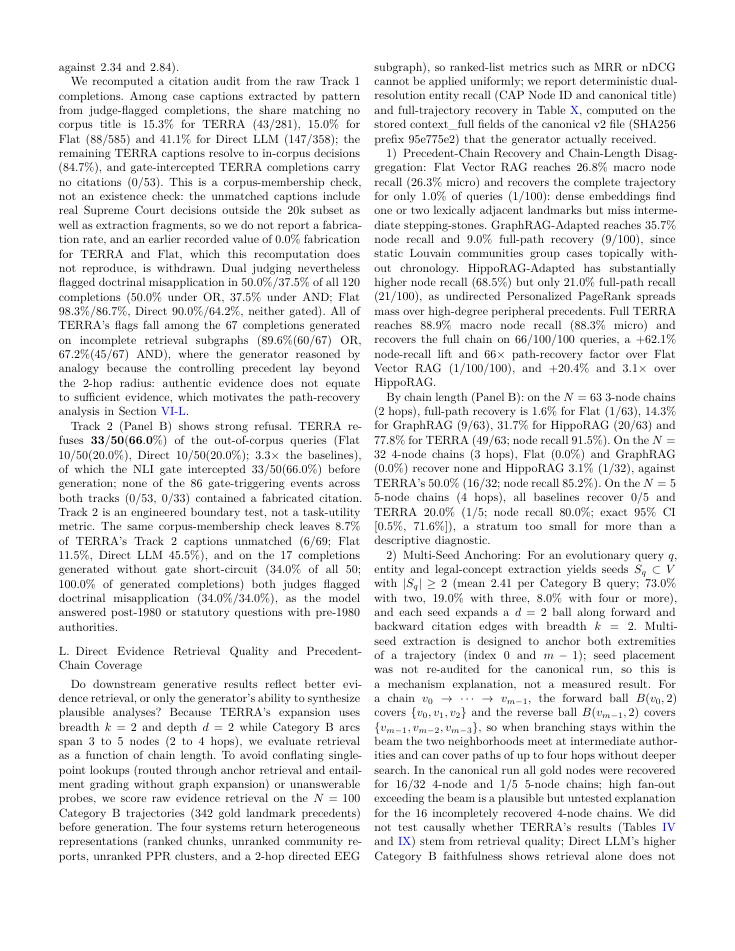 against 2.34 and 2.84).
We recomputed a citation audit from the raw Track 1
completions. Among case captions extracted by pattern
from judge-flagged completions, the share matching no
corpus title is 15.3% for TERRA (43/281), 15.0% for
Flat (88/585) and 41.1% for Direct LLM (147/358); the
remaining TERRA captions resolve to in-corpus decisions
(84.7%), and gate-intercepted TERRA completions carry
no citations (0/53). This is a corpus-membership check,
not an existence check: the unmatched captions include
real Supreme Court decisions outside the 20k subset as
well as extraction fragments, so we do not report a fabrica-
tion rate, and an earlier recorded value of 0.0% fabrication
for TERRA and Flat, which this recomputation does
not reproduce, is withdrawn. Dual judging nevertheless
flagged doctrinal misapplication in 50.0%/37.5% of all 120
completions (50.0% under OR, 37.5% under AND; Flat
98.3%/86.7%, Direct 90.0%/64.2%, neither gated). All of
TERRA's flags fall among the 67 completions generated
on incomplete retrieval subgraphs (89.6%(60/67) OR,
67.2%(45/67) AND), where the generator reasoned by
analogy because the controlling precedent lay beyond
the 2-hop radius: authentic evidence does not equate
to sufficient evidence, which motivates the path-recovery
analysis in Section VI-L.
Track 2 (Panel B) shows strong refusal. TERRA re-
fuses 33/50(66.0%) of the out-of-corpus queries (Flat
10/50(20.0%), Direct 10/50(20.0%); 3.3× the baselines),
of which the NLI gate intercepted 33/50(66.0%) before
generation; none of the 86 gate-triggering events across
both tracks (0/53, 0/33) contained a fabricated citation.
Track 2 is an engineered boundary test, not a task-utility
metric. The same corpus-membership check leaves 8.7%
of TERRA's Track 2 captions unmatched (6/69; Flat
11.5%, Direct LLM 45.5%), and on the 17 completions
generated without gate short-circuit (34.0% of all 50;
100.0% of generated completions) both judges flagged
doctrinal misapplication (34.0%/34.0%), as the model
answered post-1980 or statutory questions with pre-1980
authorities.
L. Direct Evidence Retrieval Quality and Precedent-
Chain Coverage
Do downstream generative results reflect better evi-
dence retrieval, or only the generator's ability to synthesize
plausible analyses? Because TERRA's expansion uses
breadth k = 2 and depth d = 2 while Category B arcs
span 3 to 5 nodes (2 to 4 hops), we evaluate retrieval
as a function of chain length. To avoid conflating single-
point lookups (routed through anchor retrieval and entail-
ment grading without graph expansion) or unanswerable
probes, we score raw evidence retrieval on the N = 100
Category B trajectories (342 gold landmark precedents)
before generation. The four systems return heterogeneous
representations (ranked chunks, unranked community re-
ports, unranked PPR clusters, and a 2-hop directed EEG
subgraph), so ranked-list metrics such as MRR or nDCG
cannot be applied uniformly; we report deterministic dual-
resolution entity recall (CAP Node ID and canonical title)
and full-trajectory recovery in Table X, computed on the
stored context_full fields of the canonical v2 file (SHA256
prefix 95e775e2) that the generator actually received.
1) Precedent-Chain Recovery and Chain-Length Disag-
gregation: Flat Vector RAG reaches 26.8% macro node
recall (26.3% micro) and recovers the complete trajectory
for only 1.0% of queries (1/100): dense embeddings find
one or two lexically adjacent landmarks but miss interme-
diate stepping-stones. GraphRAG-Adapted reaches 35.7%
node recall and 9.0% full-path recovery (9/100), since
static Louvain communities group cases topically with-
out chronology. HippoRAG-Adapted has substantially
higher node recall (68.5%) but only 21.0% full-path recall
(21/100), as undirected Personalized PageRank spreads
mass over high-degree peripheral precedents. Full TERRA
reaches 88.9% macro node recall (88.3% micro) and
recovers the full chain on 66/100/100 queries, a +62.1%
node-recall lift and 66× path-recovery factor over Flat
Vector RAG (1/100/100), and +20.4% and 3.1× over
HippoRAG.
By chain length (Panel B): on the N = 63 3-node chains
(2 hops), full-path recovery is 1.6% for Flat (1/63), 14.3%
for GraphRAG (9/63), 31.7% for HippoRAG (20/63) and
77.8% for TERRA (49/63; node recall 91.5%). On the N =
32 4-node chains (3 hops), Flat (0.0%) and GraphRAG
(0.0%) recover none and HippoRAG 3.1% (1/32), against
TERRA's 50.0% (16/32; node recall 85.2%). On the N = 5
5-node chains (4 hops), all baselines recover 0/5 and
TERRA 20.0% (1/5; node recall 80.0%; exact 95% CI
[0.5%, 71.6%]), a stratum too small for more than a
descriptive diagnostic.
2) Multi-Seed Anchoring: For an evolutionary query q,
entity and legal-concept extraction yields seeds S_q ⊂ V
with |S_q| ≥ 2 (mean 2.41 per Category B query; 73.0%
with two, 19.0% with three, 8.0% with four or more),
and each seed expands a d = 2 ball along forward and
backward citation edges with breadth k = 2. Multi-
seed extraction is designed to anchor both extremities
of a trajectory (index 0 and m − 1); seed placement
was not re-audited for the canonical run, so this is
a mechanism explanation, not a measured result. For
a chain v_0 → ⋯ → v_{m−1}, the forward ball B(v_0, 2)
covers {v_0, v_1, v_2} and the reverse ball B(v_{m−1}, 2) covers
{v_{m−1}, v_{m−2}, v_{m−3}}, so when branching stays within the
beam the two neighborhoods meet at intermediate author-
ities and can cover paths of up to four hops without deeper
search. In the canonical run all gold nodes were recovered
for 16/32 4-node and 1/5 5-node chains; high fan-out
exceeding the beam is a plausible but untested explanation
for the 16 incompletely recovered 4-node chains. We did
not test causally whether TERRA's results (Tables IV
and IX) stem from retrieval quality; Direct LLM's higher
Category B faithfulness shows retrieval alone does not